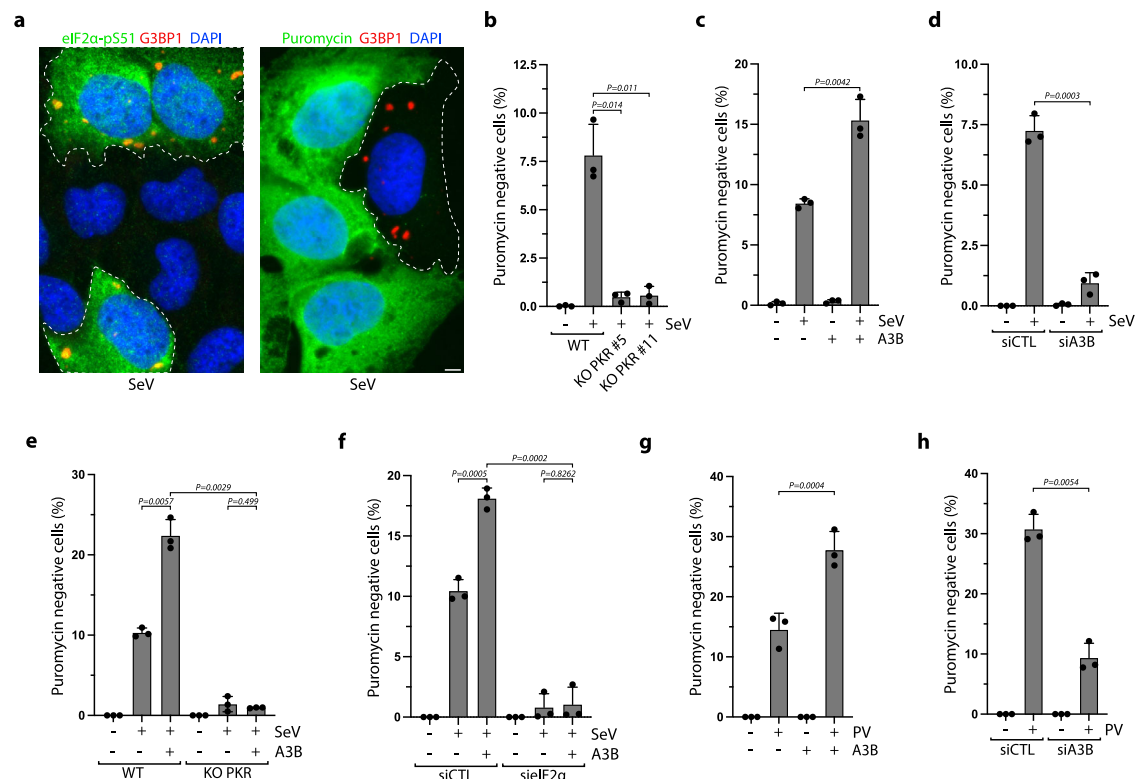 a
eIF2α-pS51 G3BP1 DAPI
SeV
Puromycin G3BP1 DAPI
SeV
b
Puromycin negative cells (%)
12.5
10.0
7.5
5.0
2.5
0.0
P=0.011
P=0.014
- + + + SeV
WT
KO PKR #5
KO PKR #11
c
Puromycin negative cells (%)
20
15
10
5
0
P=0.0042
- + - + SeV
- - + + A3B
d
Puromycin negative cells (%)
10.0
7.5
5.0
2.5
0.0
P=0.0003
- + - + SeV
siCTL siA3B
e
Puromycin negative cells (%)
30
20
10
0
P=0.0029
P=0.0057
P=0.499
- + + - + + SeV
- - + - - + A3B
WT KO PKR
f
Puromycin negative cells (%)
20
15
10
5
0
P=0.0002
P=0.0005
P=0.8262
- + + - + + SeV
- - + - - + A3B
siCTL sieIF2α
g
Puromycin negative cells (%)
40
30
20
10
0
P=0.0004
- + - + PV
- - + + A3B
h
Puromycin negative cells (%)
40
30
20
10
0
P=0.0054
- + - + PV
siCTL siA3B